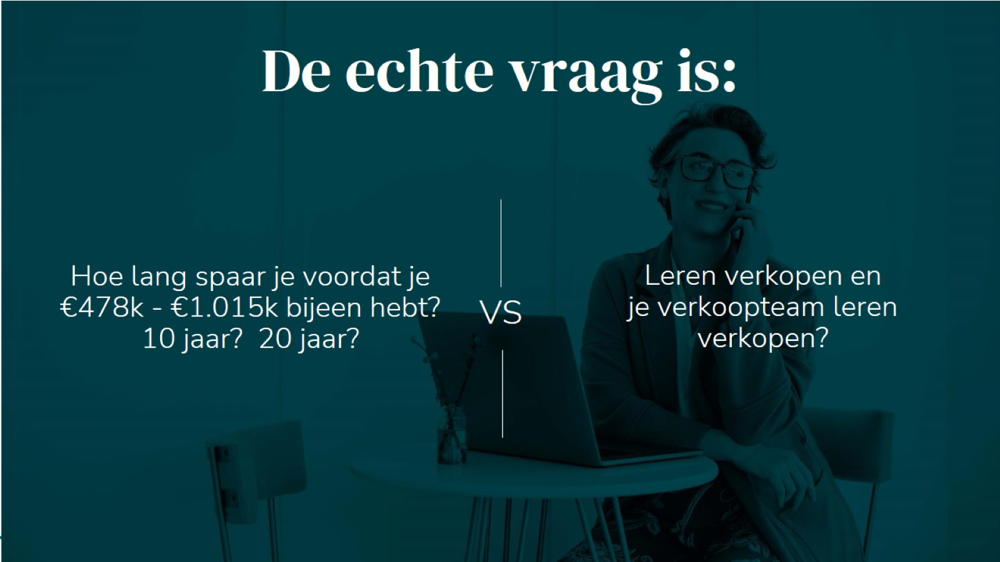 De echte vraag is:
Hoe lang spaar je voordat je
€478k - €1.015k bijeen hebt?
10 jaar?  20 jaar?
VS
Leren verkopen en
je verkoopteam leren
verkopen?